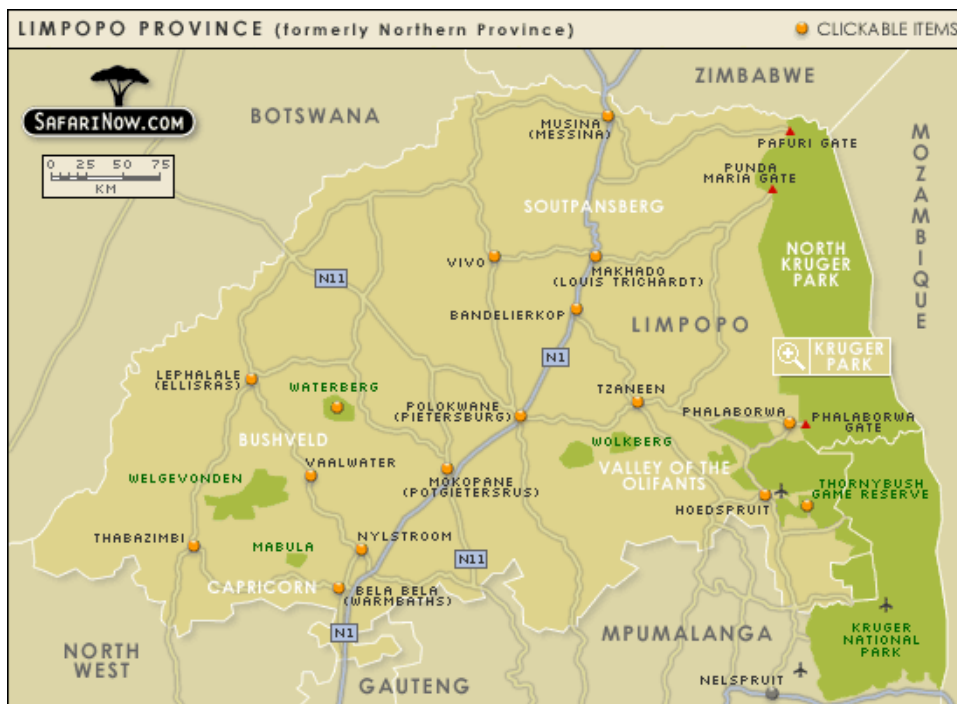 LIMPOPO PROVINCE (formerly Northern Province)
CLICKABLE ITEMS
ZIMBABWE
BOTSWANA
SAFARINOW.COM
MUSINA
(MESSINA)
PAFURI GATE
MOZAMBIQUE
0 25 50 75
KM
PUNDA
MARIA GATE
SOUTPANSBERG
NORTH
KRUGER
PARK
VIVO
MAKHADO
(LOUIS TRICHARDT)
N11
BANDELIERKOP
LIMPOPO
N1
KRUGER
PARK
LEPHALALE
(ELLISRAS)
WATERBERG
TZANEEN
POLOKWANE
(PIETERSBURG)
PHALABORWA
PHALABORWA
GATE
BUSHVELD
WOLKBERG
VAALWATER
VALLEY OF THE
OLIFANTS
WELGEVONDEN
MOKOPANE
(POTGIETERSRUS)
THORNYBUSH
GAME RESERVE
HOEDSPRUIT
THABAZIMBI
NYLSTROOM
MABULA
N11
CAPRICORN
BELA BELA
(WARMBATHS)
N1
MPUMALANGA
KRUGER
NATIONAL
PARK
NORTH
WEST
GAUTENG
NELSPRUIT